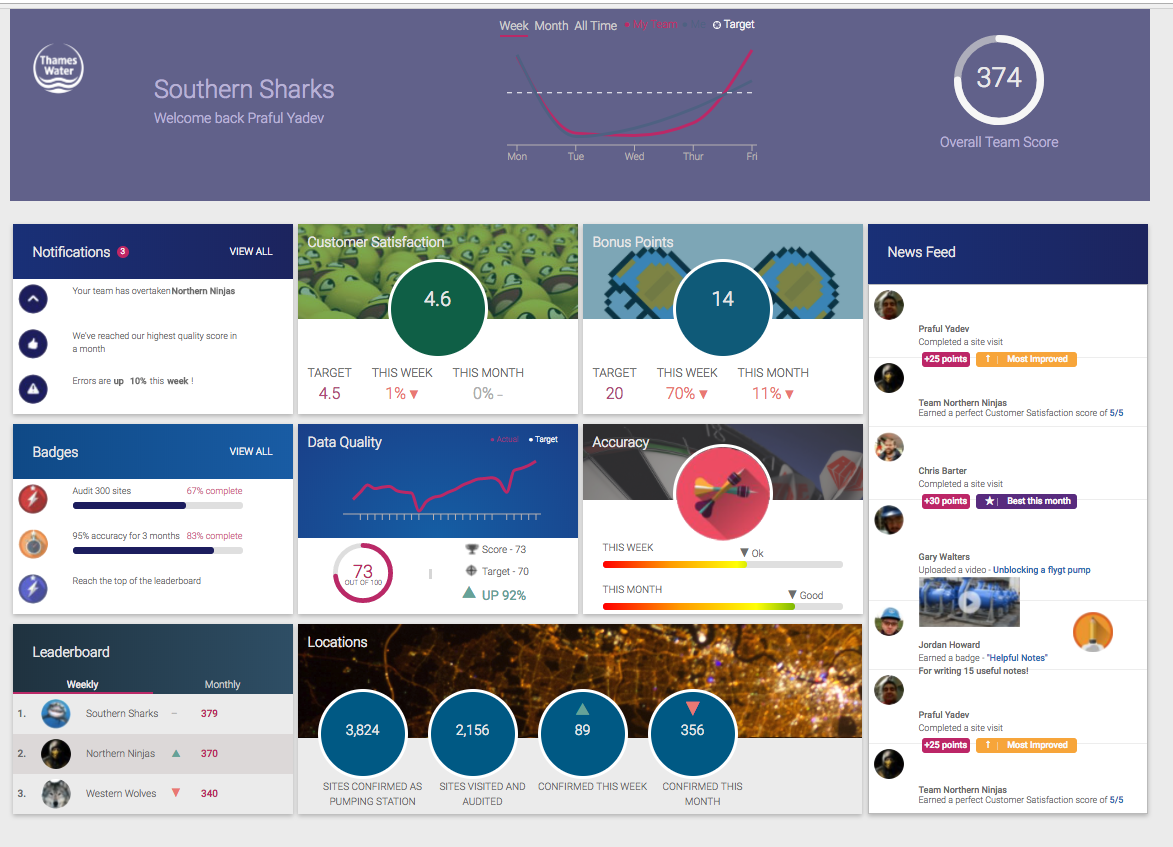 Thames
Water
Southern Sharks
Welcome back Praful Yadev
Week Month All Time My Team Target
Mon Tue Wed Thur Fri
374
Overall Team Score
Notifications 3 VIEW ALL
Your team has overtaken Northern Ninjas
We've reached our highest quality score in
a month
Errors are up 10% this week !
Customer Satisfaction
4.6
TARGET THIS WEEK THIS MONTH
4.5 1% 0% -
Bonus Points
14
TARGET THIS WEEK THIS MONTH
20 70% 11%
Badges VIEW ALL
Audit 300 sites 67% complete
95% accuracy for 3 months 83% complete
Reach the top of the leaderboard
Data Quality Actual Target
73
OUT OF 100
Score - 73
Target - 70
UP 92%
Accuracy
THIS WEEK Ok
THIS MONTH Good
Leaderboard
Weekly Monthly
1. Southern Sharks – 379
2. Northern Ninjas 370
3. Western Wolves 340
Locations
3,824
SITES CONFIRMED AS
PUMPING STATION
2,156
SITES VISITED AND
AUDITED
89
CONFIRMED THIS WEEK
356
CONFIRMED THIS
MONTH
News Feed
Praful Yadev
Completed a site visit
+25 points Most Improved
Team Northern Ninjas
Earned a perfect Customer Satisfaction score of 5/5
Chris Barter
Completed a site visit
+30 points Best this month
Gary Walters
Uploaded a video - Unblocking a flygt pump
Jordan Howard
Earned a badge - "Helpful Notes"
For writing 15 useful notes!
Praful Yadev
Completed a site visit
+25 points Most Improved
Team Northern Ninjas
Earned a perfect Customer Satisfaction score of 5/5